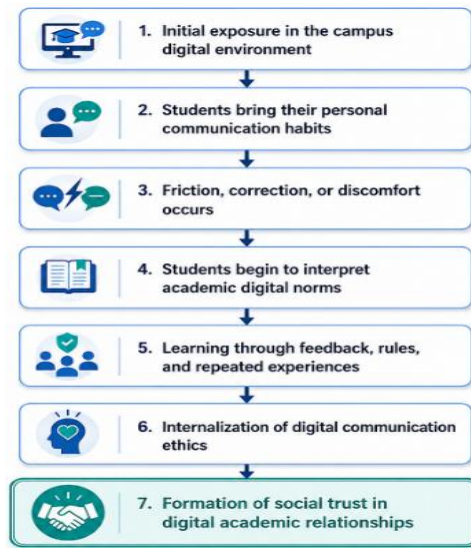 1. Initial exposure in the campus
digital environment
2. Students bring their personal
communication habits
3. Friction, correction, or discomfort
occurs
4. Students begin to interpret
academic digital norms
5. Learning through feedback, rules,
and repeated experiences
6. Internalization of digital communication
ethics
7. Formation of social trust in
digital academic relationships